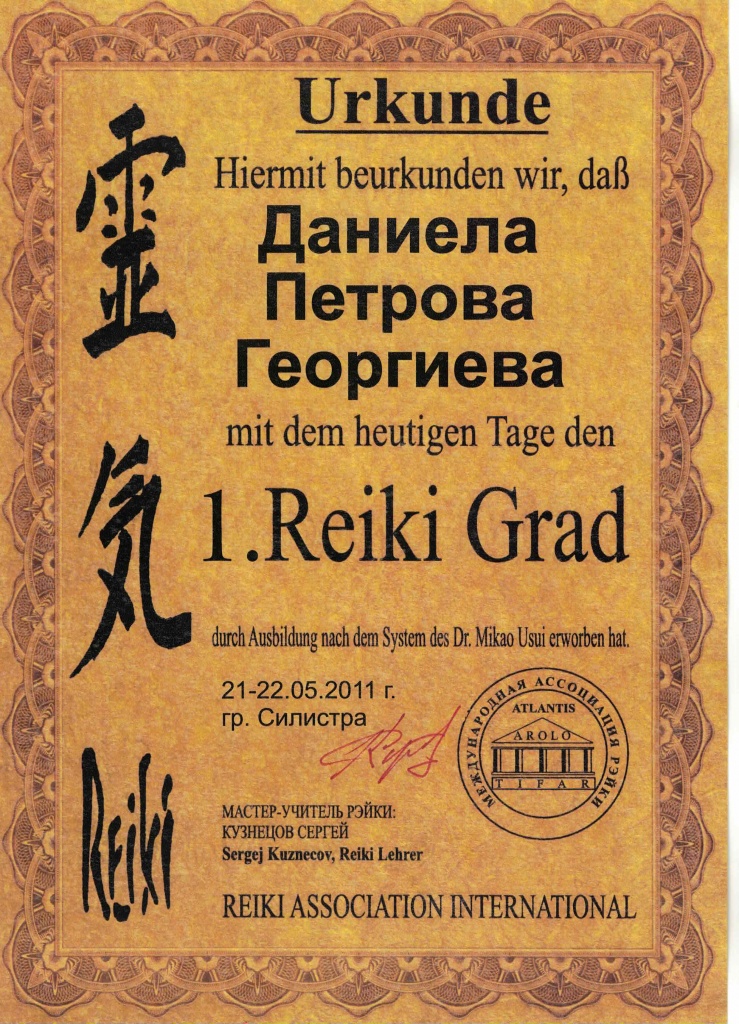 Urkunde
Hiermit beurkunden wir, daß
Даниела
Петрова
Георгиева
mit dem heutigen Tage den
1.Reiki Grad
durch Ausbildung nach dem System des Dr. Mikao Usui erworben hat.
21-22.05.2011 г.
гр. Силистра
МАСТЕР-УЧИТЕЛЬ РЭЙКИ:
КУЗНЕЦОВ СЕРГЕЙ
Sergej Kuznecov, Reiki Lehrer
REIKI ASSOCIATION INTERNATIONAL
靈
気
Reiki
МЕЖДУНАРОДНАЯ АССОЦИАЦИЯ РЭЙКИ
ATLANTIS
AROLO
TIFAR